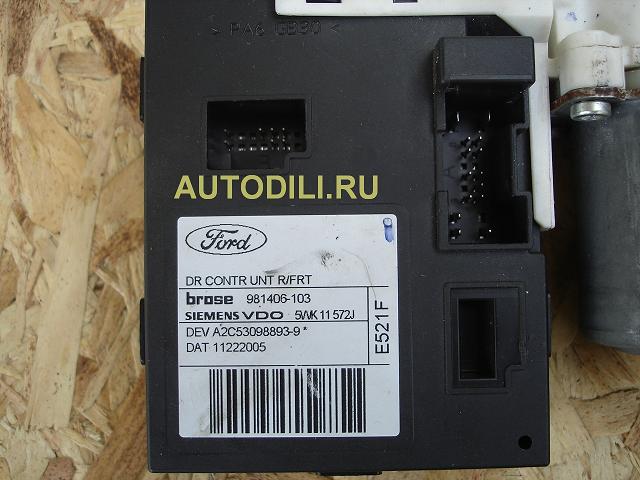 > PA6 GB30 <
AUTODILI.RU
Ford
DR CONTR UNT R/FRT
brose 981406-103
SIEMENS VDO 5WK 11 572J
DEV A2C53098893-9 *
DAT 11222005
E521F